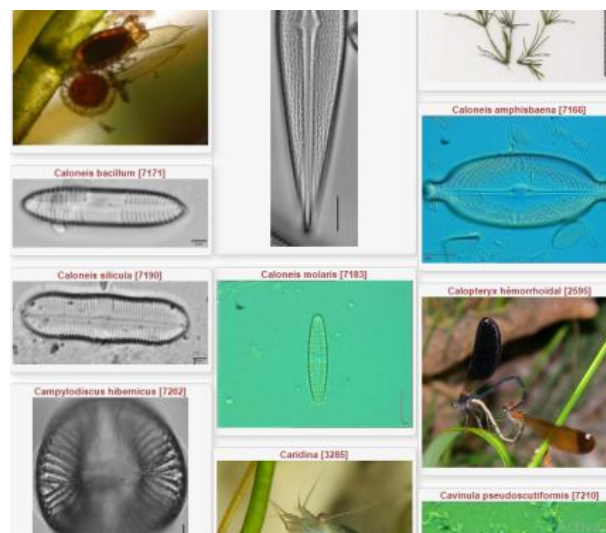 Caloneis amphisbaena [7166]
Caloneis bacillum [7171]
Caloneis silicula [7190]
Caloneis molaris [7183]
Calopteryx hémorrhoïdal [2595]
Campylodiscus hibernicus [7202]
Caridina [3285]
Cavinula pseudoscutiformis [7210]